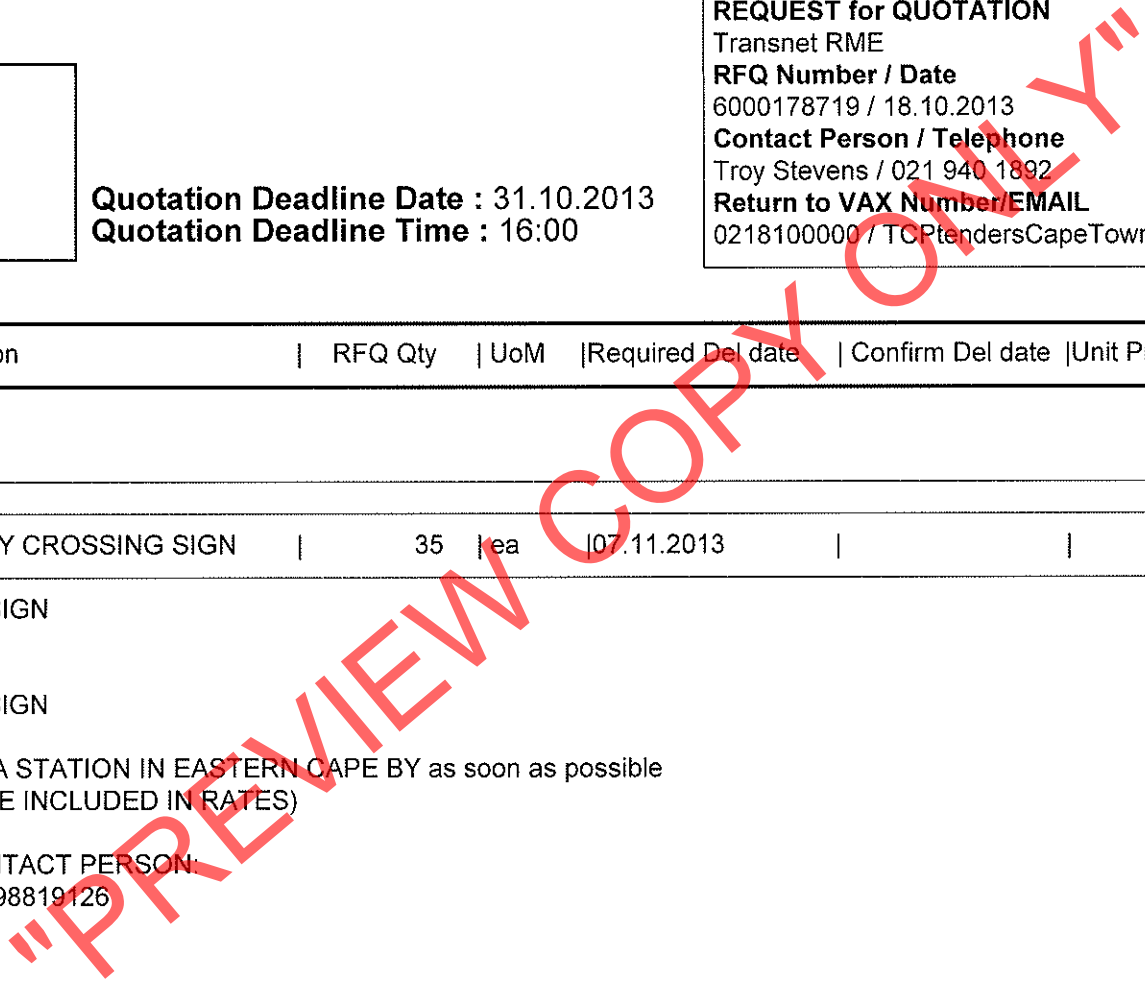 REQUEST for QUOTATION
Transnet RME
RFQ Number / Date
6000178719 / 18.10.2013
Contact Person / Telephone
Troy Stevens / 021 940 1892
Return to VAX Number/EMAIL
0218100000 / TCPtendersCapeTown
Quotation Deadline Date : 31.10.2013
Quotation Deadline Time : 16:00
on | RFQ Qty | UoM |Required Del date | Confirm Del date |Unit P
Y CROSSING SIGN | 35 | ea |07.11.2013 | |
IGN
IGN
A STATION IN EASTERN CAPE BY as soon as possible
E INCLUDED IN RATES)
NTACT PERSON:
98819126
"PREVIEW COPY ONLY"